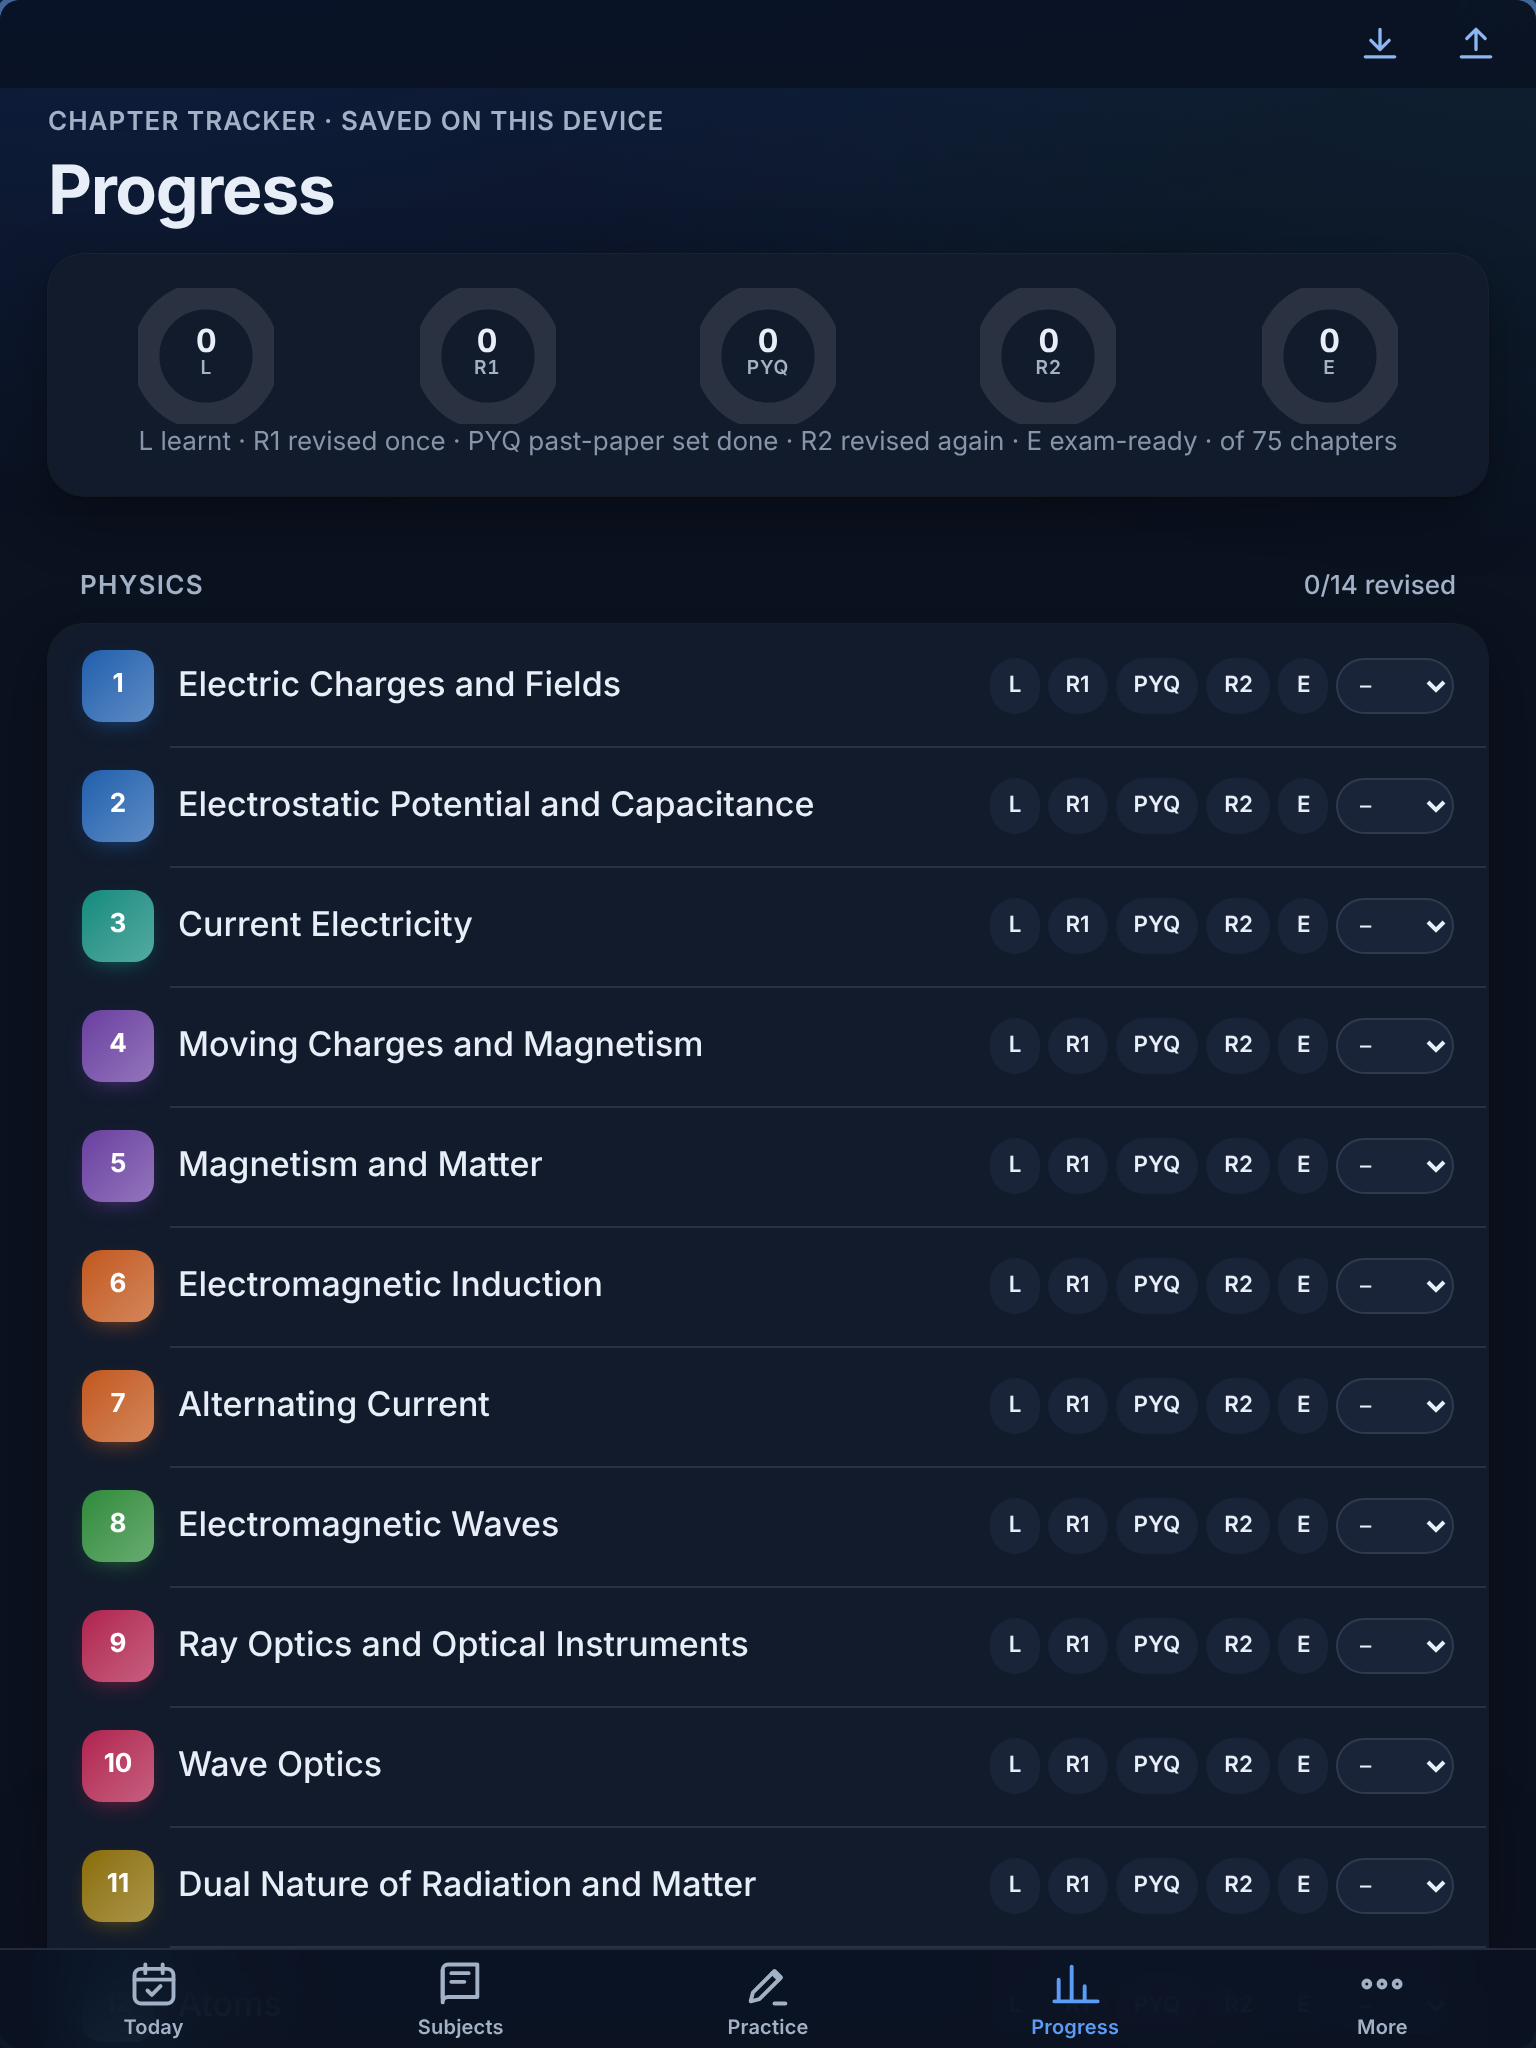 CHAPTER TRACKER · SAVED ON THIS DEVICE
Progress
0 0 0 0 0
L R1 PYQ R2 E
L learnt · R1 revised once · PYQ past-paper set done · R2 revised again · E exam-ready · of 75 chapters
PHYSICS 0/14 revised
1 Electric Charges and Fields L R1 PYQ R2 E –
2 Electrostatic Potential and Capacitance L R1 PYQ R2 E –
3 Current Electricity L R1 PYQ R2 E –
4 Moving Charges and Magnetism L R1 PYQ R2 E –
5 Magnetism and Matter L R1 PYQ R2 E –
6 Electromagnetic Induction L R1 PYQ R2 E –
7 Alternating Current L R1 PYQ R2 E –
8 Electromagnetic Waves L R1 PYQ R2 E –
9 Ray Optics and Optical Instruments L R1 PYQ R2 E –
10 Wave Optics L R1 PYQ R2 E –
11 Dual Nature of Radiation and Matter L R1 PYQ R2 E –
Atoms
Today Subjects Practice Progress More